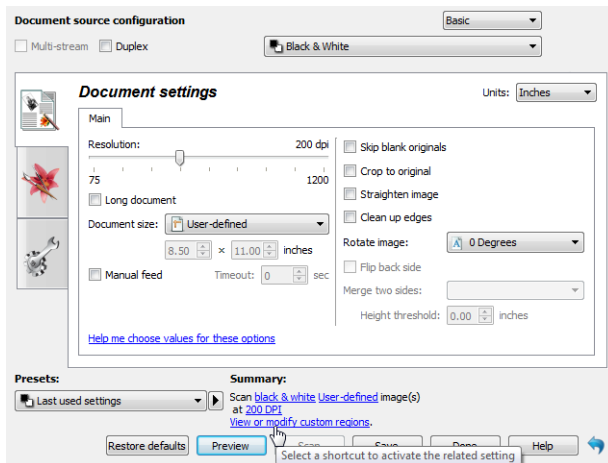 Document source configuration
Basic
Multi-stream
Duplex
Black & White
Document settings
Units:
Inches
Main
Resolution:
200 dpi
75
1200
Long document
Document size:
User-defined
8.50 × 11.00 inches
Manual feed
Timeout: 0 sec
Help me choose values for these options
Skip blank originals
Crop to original
Straighten image
Clean up edges
Rotate image:
0 Degrees
Flip back side
Merge two sides:
Height threshold: 0.00 inches
Presets:
Last used settings
Summary:
Scan black & white User-defined image(s)
at 200 DPI
View or modify custom regions.
Restore defaults
Preview
Scan
Save
Done
Help
Select a shortcut to activate the related setting